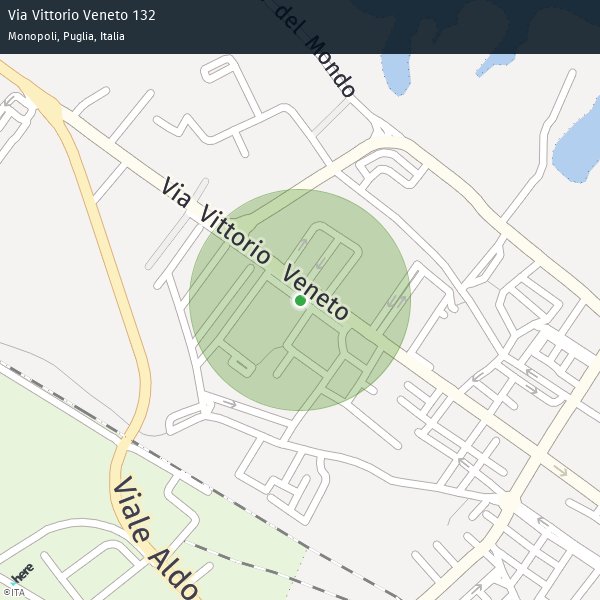 Via Vittorio Veneto 132
Monopoli, Puglia, Italia
del Mondo
Via Vittorio Veneto
Viale Aldo
here
©ITA